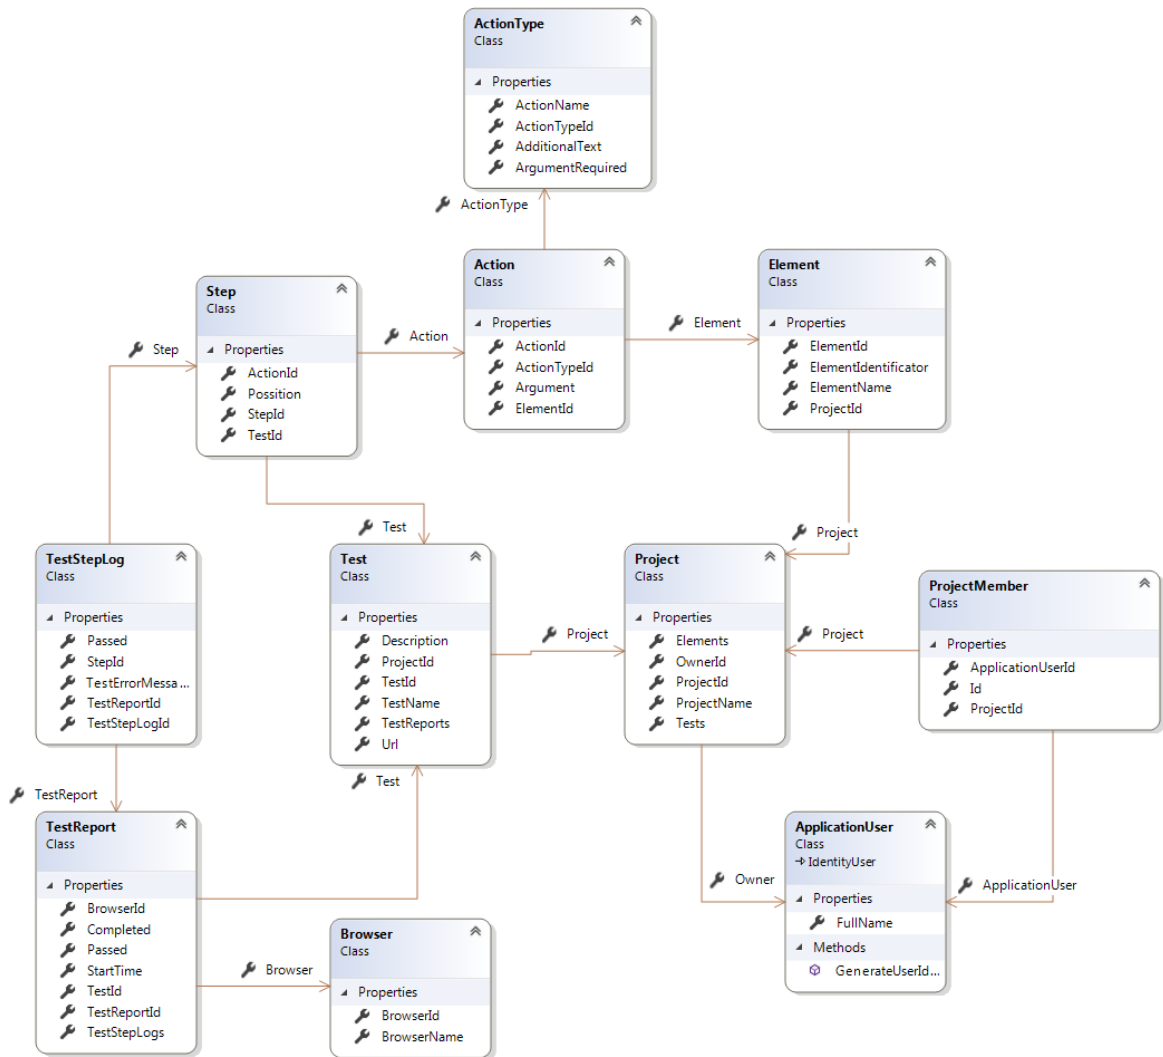 ActionType
Class
Properties
ActionName
ActionTypeId
AdditionalText
ArgumentRequired
ActionType
Action
Class
Properties
ActionId
ActionTypeId
Argument
ElementId
Element
Element
Class
Properties
ElementId
ElementIdentificator
ElementName
ProjectId
Step
Class
Properties
ActionId
Possition
StepId
TestId
Step
Action
Test
Project
TestStepLog
Class
Properties
Passed
StepId
TestErrorMessa...
TestReportId
TestStepLogId
Test
Class
Properties
Description
ProjectId
TestId
TestName
TestReports
Url
Project
Project
Class
Properties
Elements
OwnerId
ProjectId
ProjectName
Tests
Project
ProjectMember
Class
Properties
ApplicationUserId
Id
ProjectId
TestReport
Test
TestReport
Class
Properties
BrowserId
Completed
Passed
StartTime
TestId
TestReportId
TestStepLogs
Browser
Browser
Class
Properties
BrowserId
BrowserName
Owner
ApplicationUser
Class
IdentityUser
Properties
FullName
Methods
GenerateUserId...
ApplicationUser